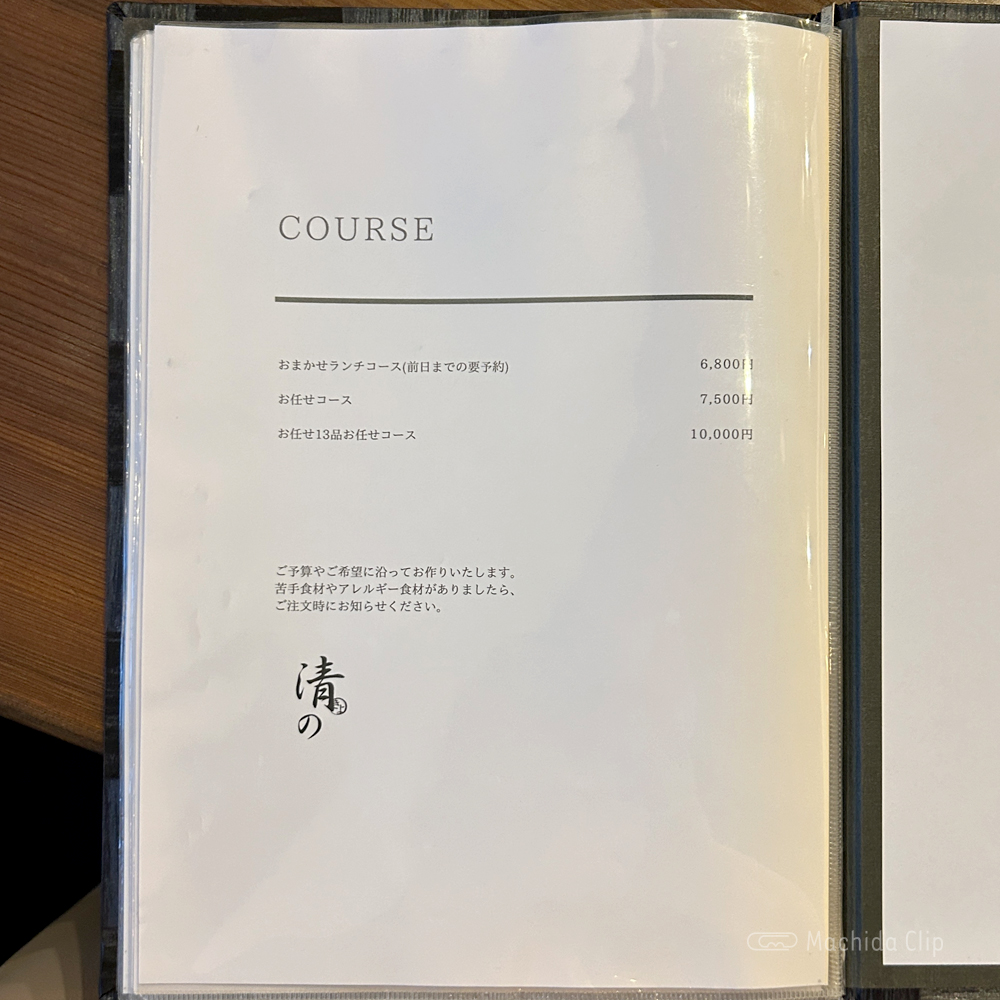 COURSE
おまかせランチコース(前日までの要予約) 6,800円
お任せコース 7,500円
お任せ13品お任せコース 10,000円
ご予算やご希望に沿ってお作りいたします。
苦手食材やアレルギー食材がありましたら、
ご注文時にお知らせください。
清の
Machida Clip